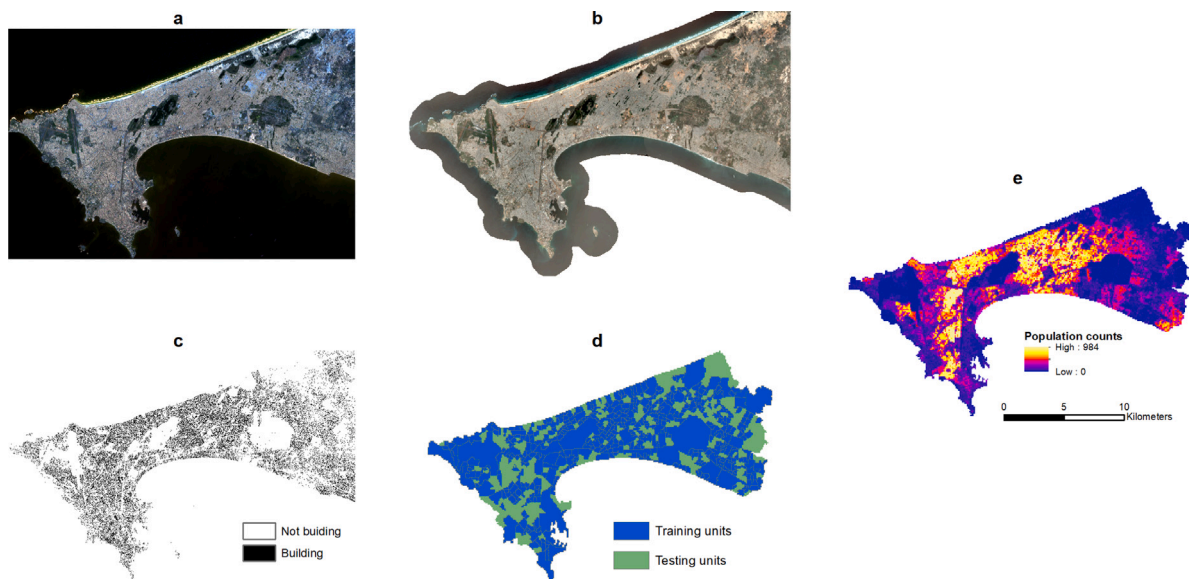 a
b
c
Not buiding
Building
d
Training units
Testing units
e
Population counts
High : 984
Low : 0
0 5 10
Kilometers